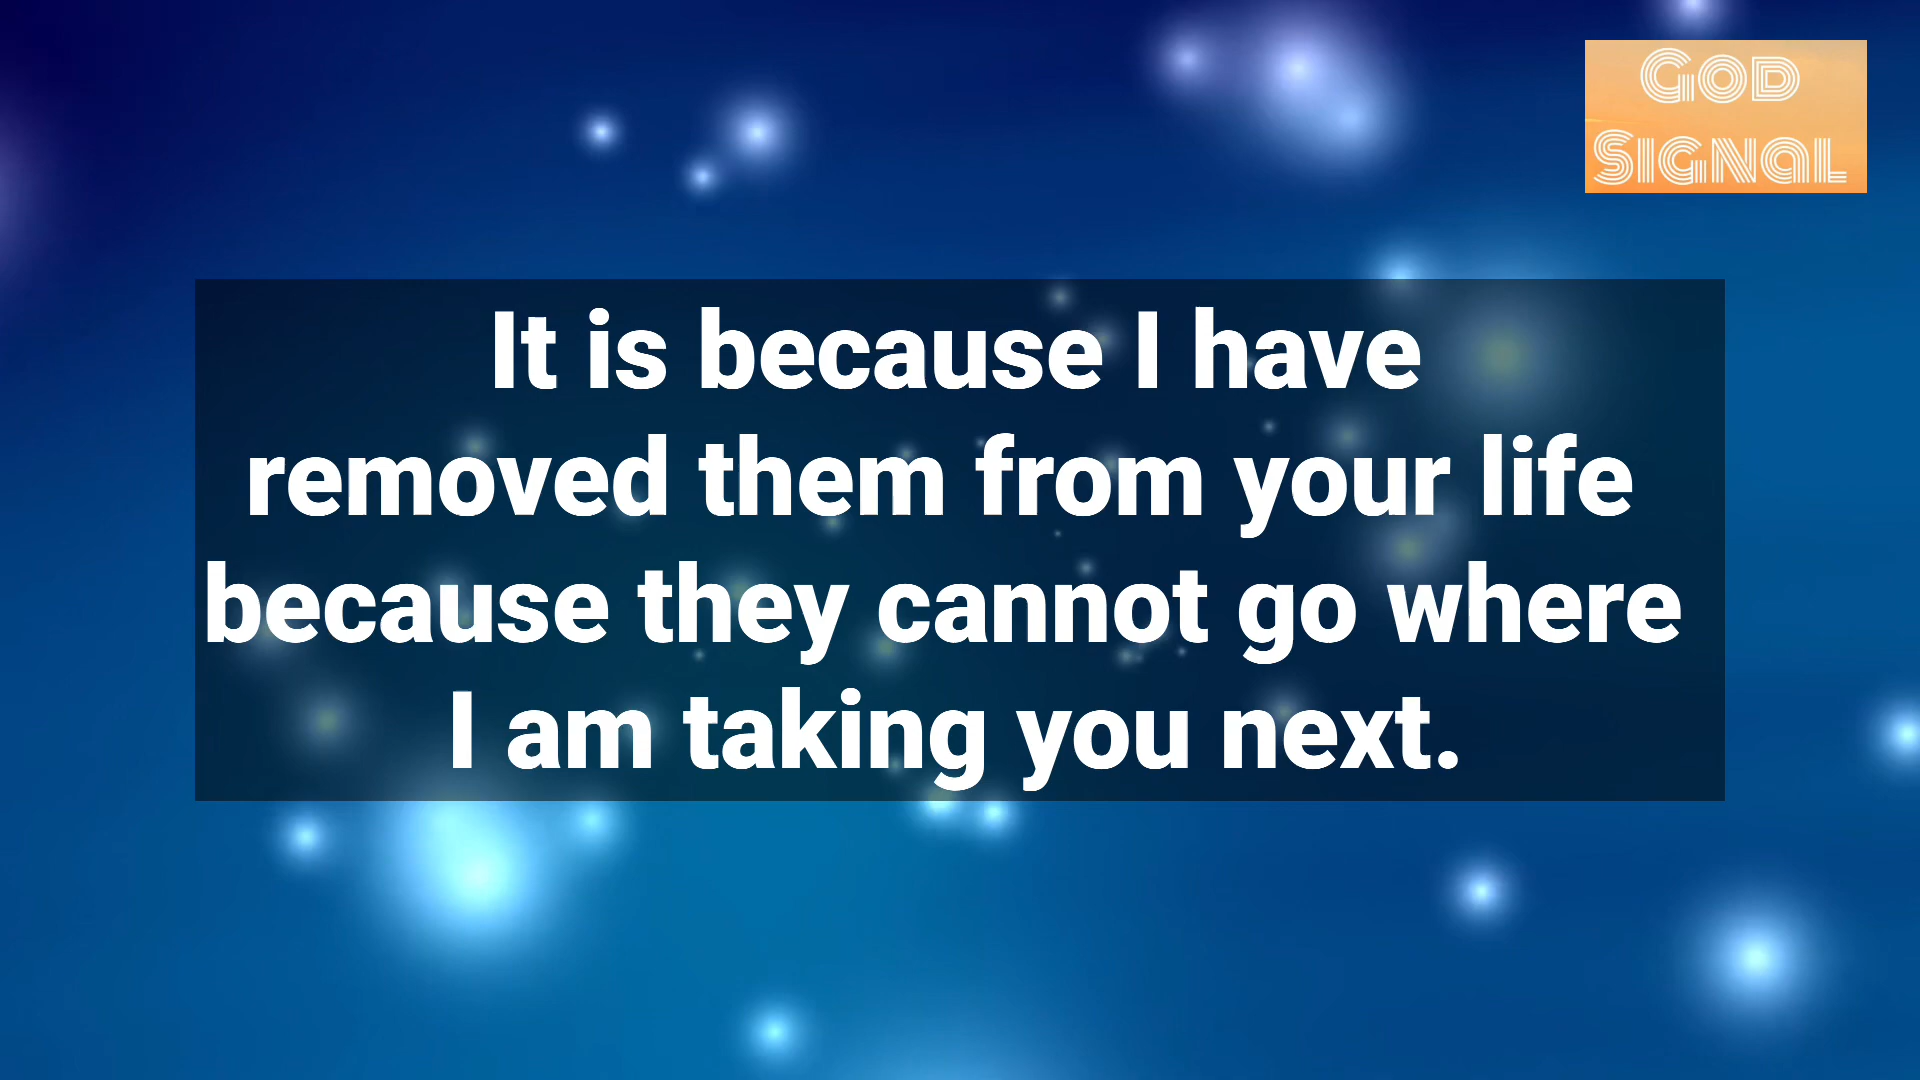 God
Signal
It is because I have
removed them from your life
because they cannot go where
I am taking you next.